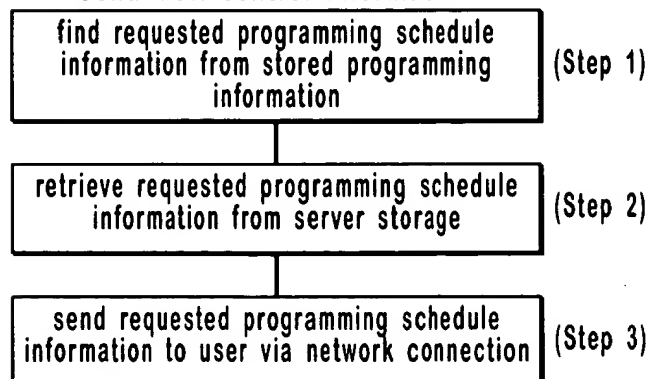 find requested programming schedule
information from stored programming
information
(Step 1)
retrieve requested programming schedule
information from server storage
(Step 2)
send requested programming schedule
information to user via network connection
(Step 3)